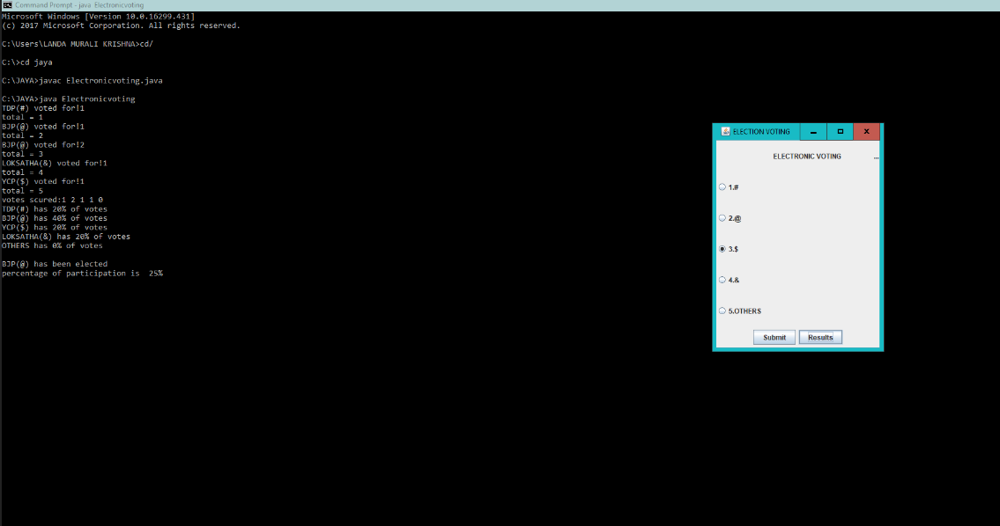 Command Prompt - java Electronicvoting
Microsoft Windows [Version 10.0.16299.431]
(c) 2017 Microsoft Corporation. All rights reserved.
C:\Users\LANDA MURALI KRISHNA>cd/
C:\>cd jaya
C:\JAYA>javac Electronicvoting.java
C:\JAYA>java Electronicvoting
TDP(#) voted for!1
total = 1
BJP(@) voted for!1
total = 2
BJP(@) voted for!2
total = 3
LOKSATHA(&) voted for!1
total = 4
YCP($) voted for!1
total = 5
votes scured:1 2 1 1 0
TDP(#) has 20% of votes
BJP(@) has 40% of votes
YCP($) has 20% of votes
LOKSATHA(&) has 20% of votes
OTHERS has 0% of votes
BJP(@) has been elected
percentage of participation is  25%
ELECTION VOTING
ELECTRONIC VOTING ...
1.#
2.@
3.$
4.&
5.OTHERS
Submit Results